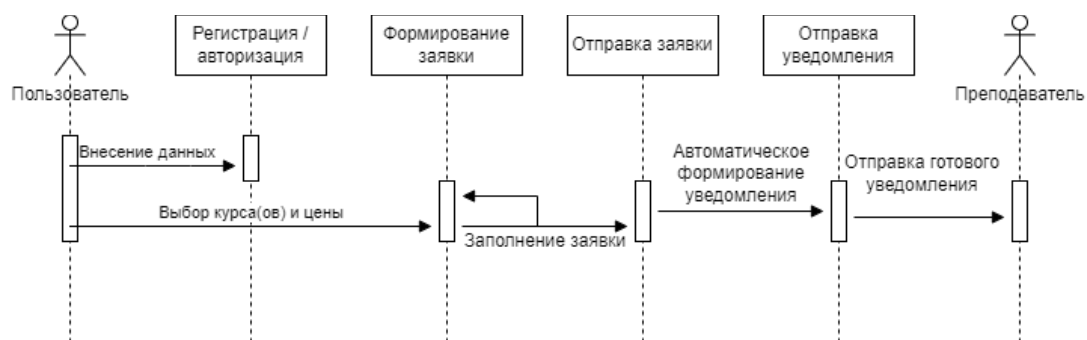 Регистрация /
авторизация
Формирование
заявки
Отправка заявки
Отправка
уведомления
Пользователь
Преподаватель
Внесение данных
Автоматическое
формирование
уведомления
Отправка готового
уведомления
Выбор курса(ов) и цены
Заполнение заявки